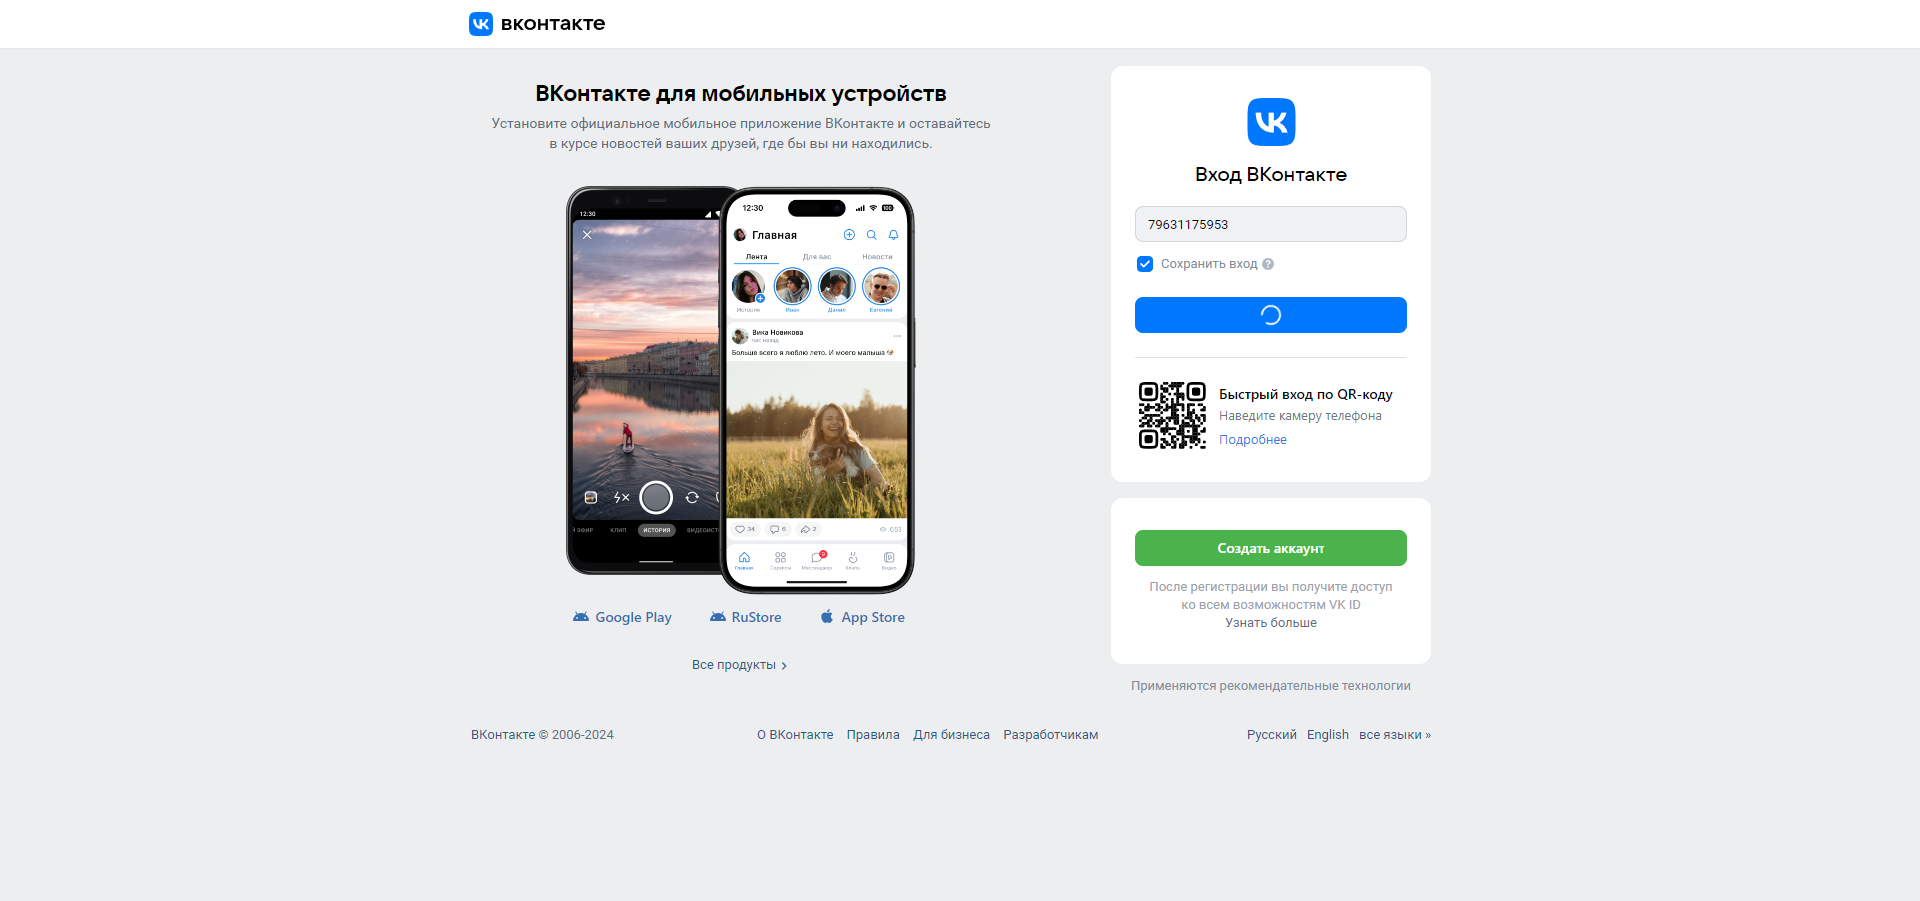 вконтакте
ВКонтакте для мобильных устройств
Установите официальное мобильное приложение ВКонтакте и оставайтесь
в курсе новостей ваших друзей, где бы вы ни находились.
12:30
КЛИП
ИСТОРИЯ
12:30
100
Главная
Лента
Для вас
Новости
История
Иван
Данил
Евгений
Вика Новикова
час назад
Больше всего я люблю лето. И моего малыша
34
6
2
653
Главная
Сервисы
Мессенджер
Клипы
Видео
Google Play
RuStore
App Store
Все продукты
VK
Вход ВКонтакте
79631175953
Сохранить вход ?
Быстрый вход по QR-коду
Наведите камеру телефона
Подробнее
Создать аккаунт
После регистрации вы получите доступ
ко всем возможностям VK ID
Узнать больше
Применяются рекомендательные технологии
ВКонтакте © 2006-2024
О ВКонтакте Правила Для бизнеса Разработчикам
Русский English все языки »